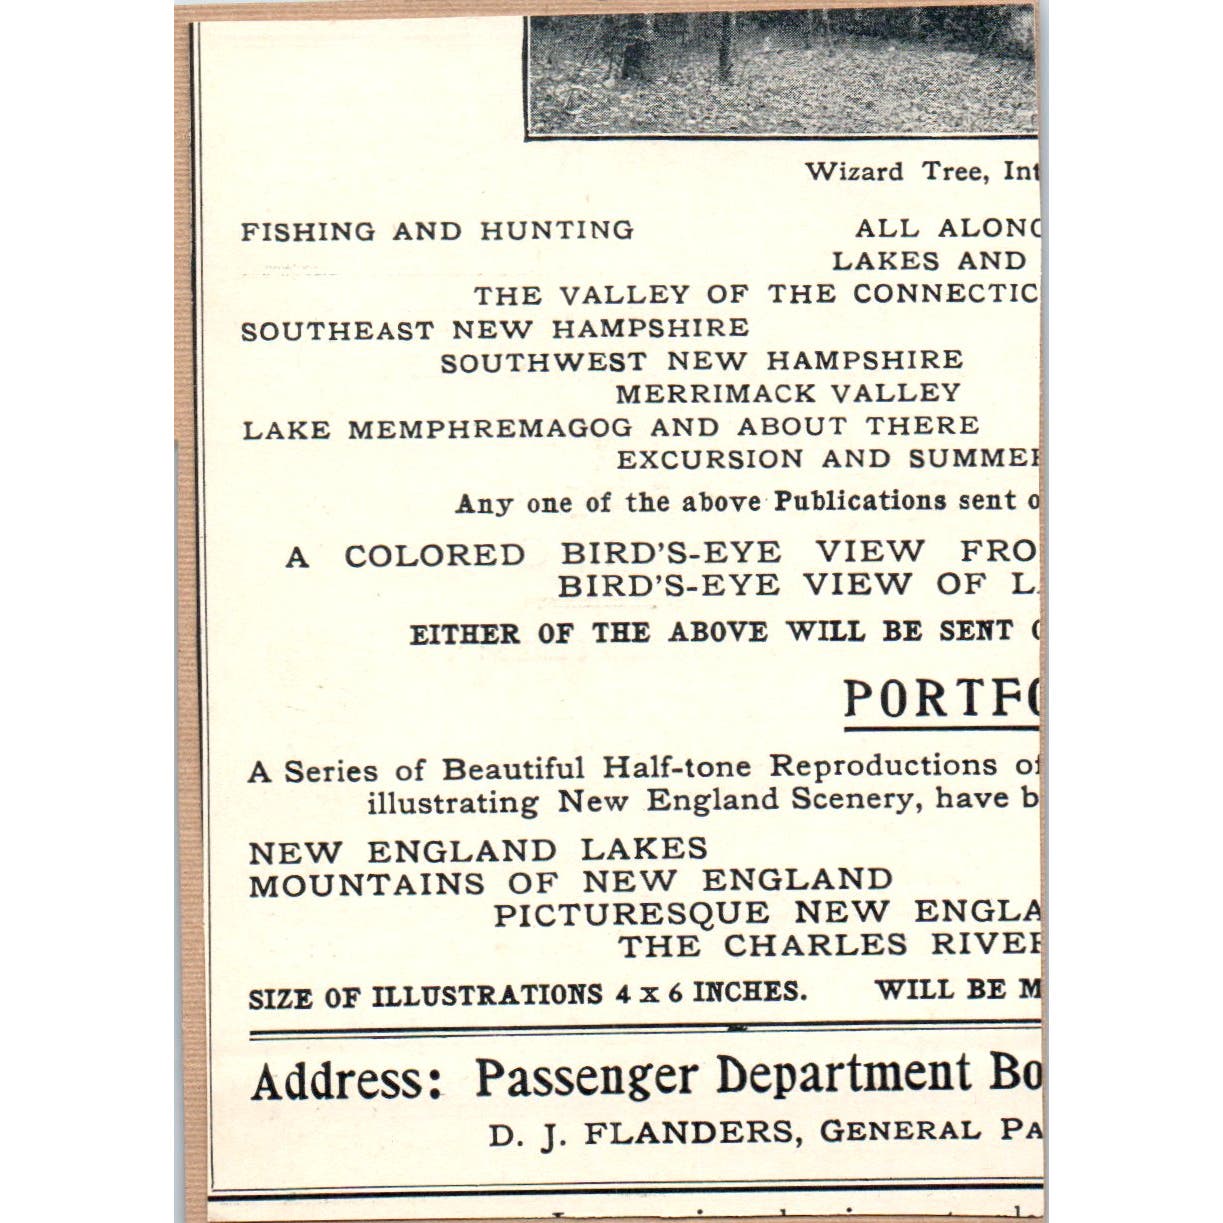 Wizard Tree, Int
FISHING AND HUNTING ALL ALONG
LAKES AND
THE VALLEY OF THE CONNECTIC
SOUTHEAST NEW HAMPSHIRE
SOUTHWEST NEW HAMPSHIRE
MERRIMACK VALLEY
LAKE MEMPHREMAGOG AND ABOUT THERE
EXCURSION AND SUMMER
Any one of the above Publications sent o
A COLORED BIRD'S-EYE VIEW FRO
BIRD'S-EYE VIEW OF L
EITHER OF THE ABOVE WILL BE SENT
PORTFO
A Series of Beautiful Half-tone Reproductions of
illustrating New England Scenery, have b
NEW ENGLAND LAKES
MOUNTAINS OF NEW ENGLAND
PICTURESQUE NEW ENGLA
THE CHARLES RIVER
SIZE OF ILLUSTRATIONS 4 x 6 INCHES. WILL BE M
Address: Passenger Department Bo
D. J. FLANDERS, GENERAL PA